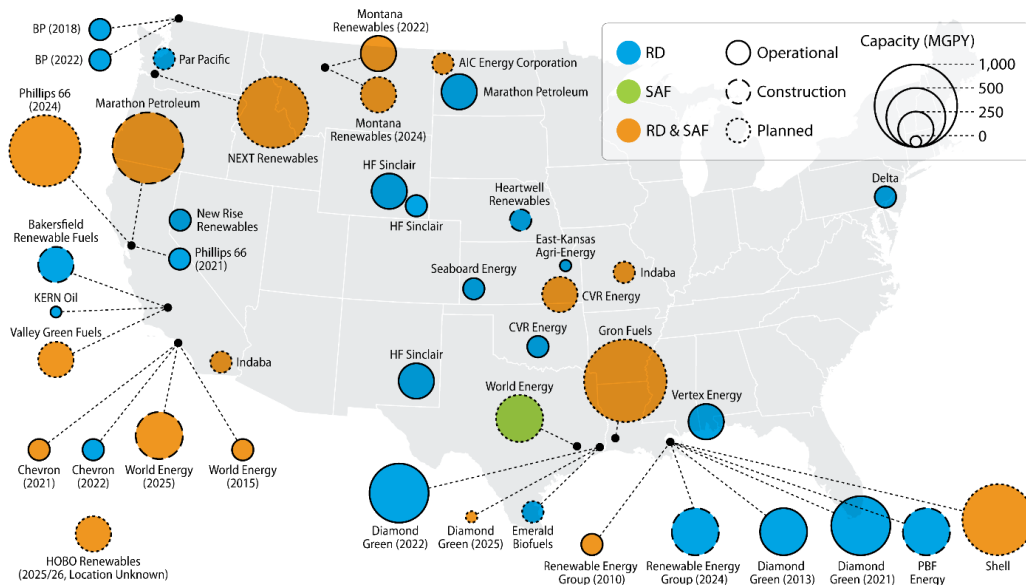 BP (2018)
BP (2022)
Par Pacific
Montana
Renewables (2022)
Montana
Renewables (2024)
AIC Energy Corporation
Marathon Petroleum
RD
SAF
RD & SAF
Operational
Construction
Planned
Capacity (MGPY)
1,000
500
250
0
Phillips 66
(2024)
Marathon Petroleum
NEXT Renewables
HF Sinclair
HF Sinclair
Heartwell
Renewables
Delta
New Rise
Renewables
Phillips 66
(2021)
Bakersfield
Renewable Fuels
KERN Oil
Valley Green Fuels
East-Kansas
Agri-Energy
Seaboard Energy
Indaba
CVR Energy
CVR Energy
Gron Fuels
Indaba
HF Sinclair
World Energy
Vertex Energy
Chevron
(2021)
Chevron
(2022)
World Energy
(2025)
World Energy
(2015)
HOBO Renewables
(2025/26, Location Unknown)
Diamond
Green (2022)
Diamond
Green (2025)
Emerald
Biofuels
Renewable Energy
Group (2010)
Renewable Energy
Group (2024)
Diamond
Green (2013)
Diamond
Green (2021)
PBF
Energy
Shell